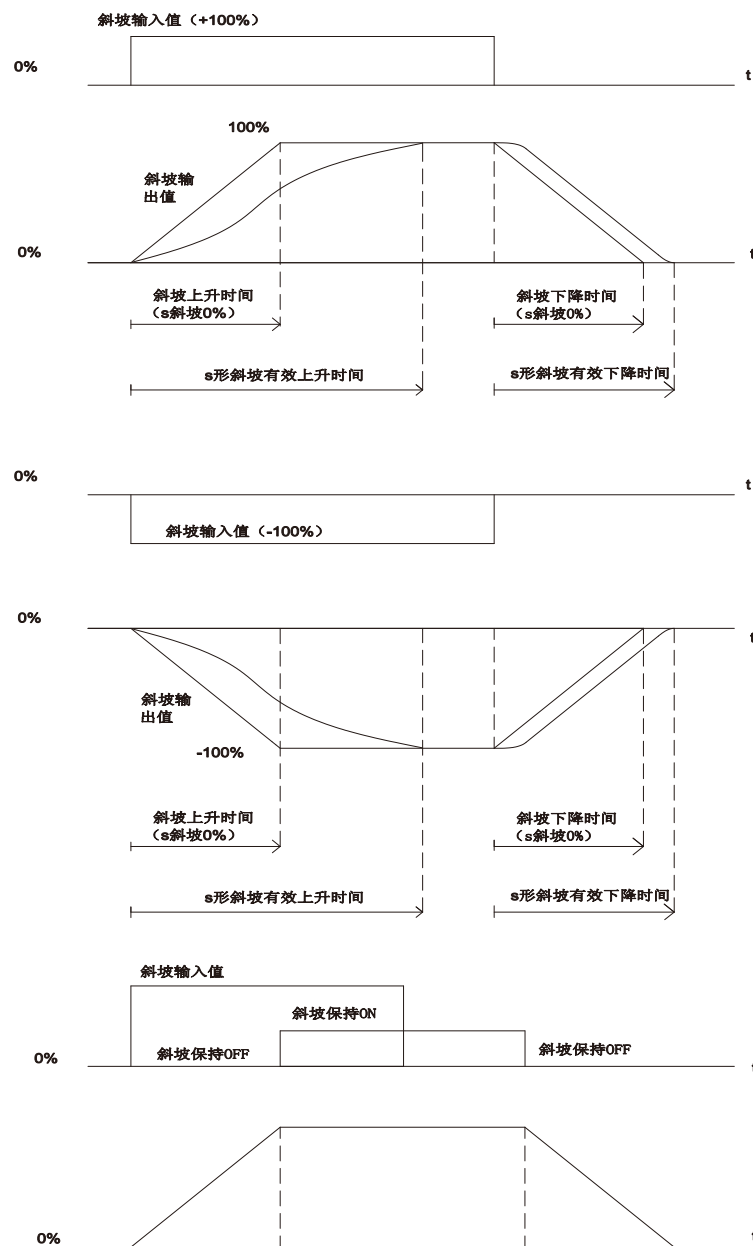 斜坡输入值（+100%）
0%
t
100%
斜坡输
出值
0%
t
斜坡上升时间
（s斜坡0%）
斜坡下降时间
（s斜坡0%）
s形斜坡有效上升时间
s形斜坡有效下降时间
0%
t
斜坡输入值（-100%）
0%
t
斜坡输
出值
-100%
斜坡上升时间
（s斜坡0%）
斜坡下降时间
（s斜坡0%）
s形斜坡有效上升时间
s形斜坡有效下降时间
斜坡输入值
斜坡保持ON
0%
斜坡保持OFF
斜坡保持OFF
t
0%
t